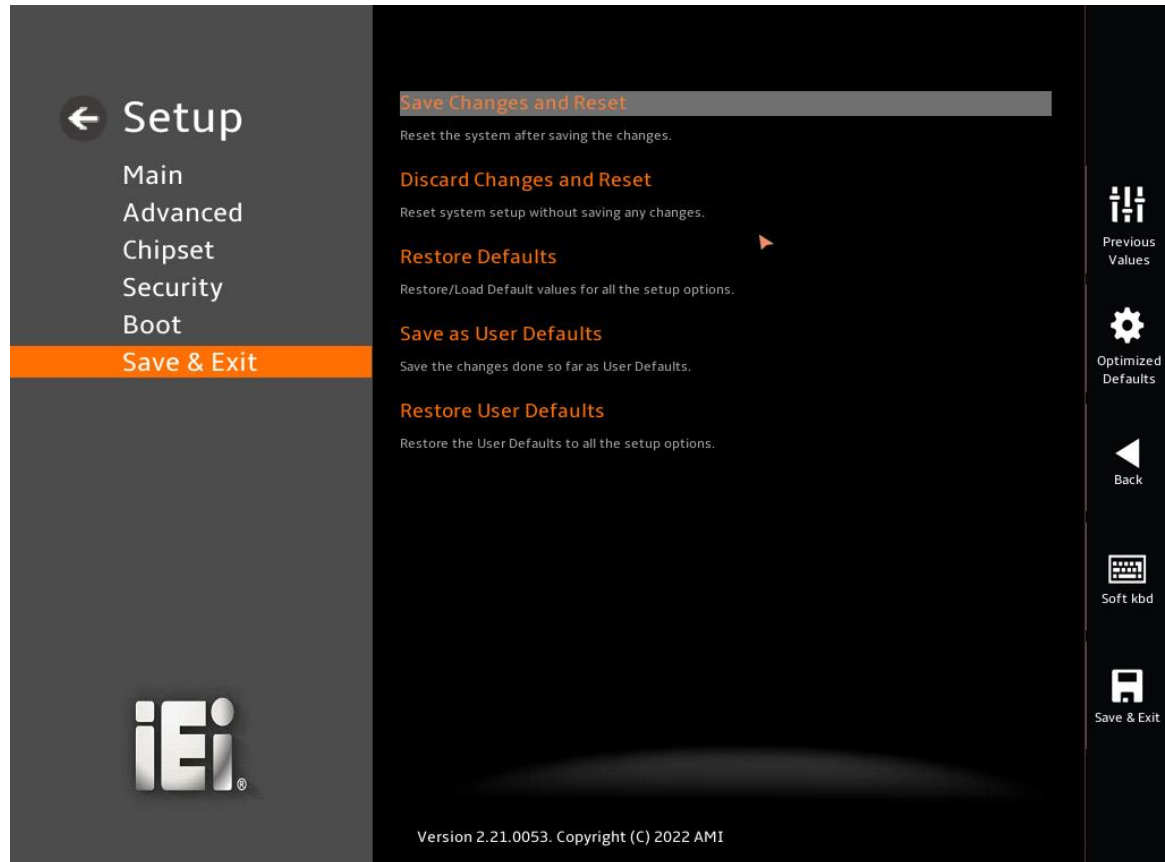 Setup
Main
Advanced
Chipset
Security
Boot
Save & Exit
iEi®
Save Changes and Reset
Reset the system after saving the changes.
Discard Changes and Reset
Reset system setup without saving any changes.
Restore Defaults
Restore/Load Default values for all the setup options.
Save as User Defaults
Save the changes done so far as User Defaults.
Restore User Defaults
Restore the User Defaults to all the setup options.
Version 2.21.0053. Copyright (C) 2022 AMI
Previous
Values
Optimized
Defaults
Back
Soft kbd
Save & Exit